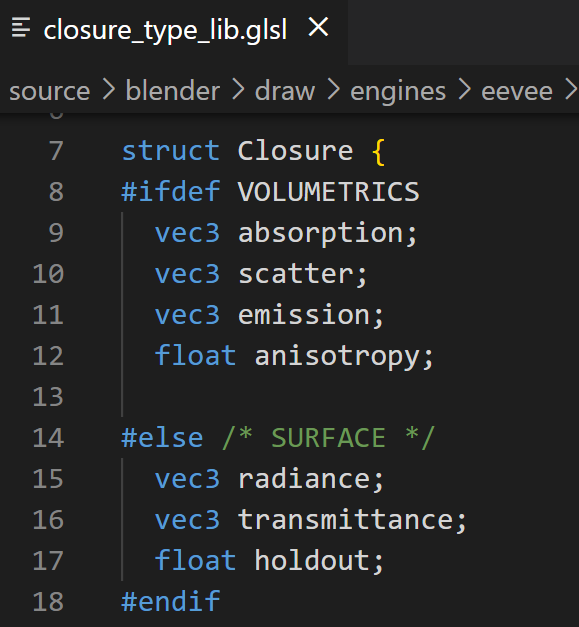 closure_type_lib.glsl ×
source > blender > draw > engines > eevee >
7 struct Closure {
8 #ifdef VOLUMETRICS
9 vec3 absorption;
10 vec3 scatter;
11 vec3 emission;
12 float anisotropy;
13
14 #else /* SURFACE */
15 vec3 radiance;
16 vec3 transmittance;
17 float holdout;
18 #endif